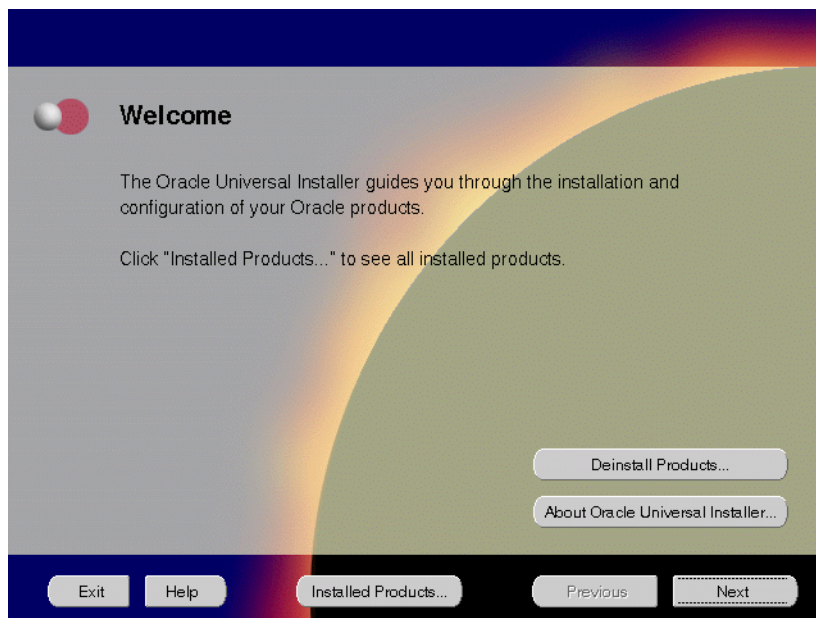 Welcome
The Oracle Universal Installer guides you through the installation and
configuration of your Oracle products.
Click "Installed Products..." to see all installed products.
Deinstall Products...
About Oracle Universal Installer...
Exit
Help
Installed Products...
Previous
Next